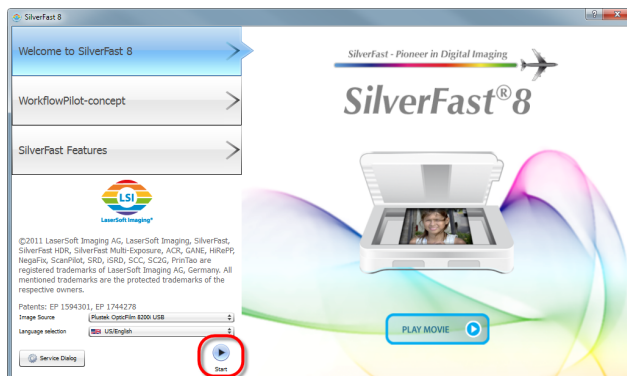 SilverFast 8
Welcome to SilverFast 8
WorkflowPilot-concept
SilverFast Features
LSI
LaserSoft Imaging®
©2011 LaserSoft Imaging AG, LaserSoft Imaging, SilverFast,
SilverFast HDR, SilverFast Multi-Exposure, ACR, GANE, HiRePP,
NegaFix, ScanPilot, SRD, iSRD, SCC, SC2G, PrinTao are
registered trademarks of LaserSoft Imaging AG, Germany. All
mentioned trademarks are the protected trademarks of the
respective owners.
Patents: EP 1594301, EP 1744278
Image Source
Plustek OpticFilm 8200i USB
Language selection
US/English
Service Dialog
Start
SilverFast - Pioneer in Digital Imaging
SilverFast®8
PLAY MOVIE